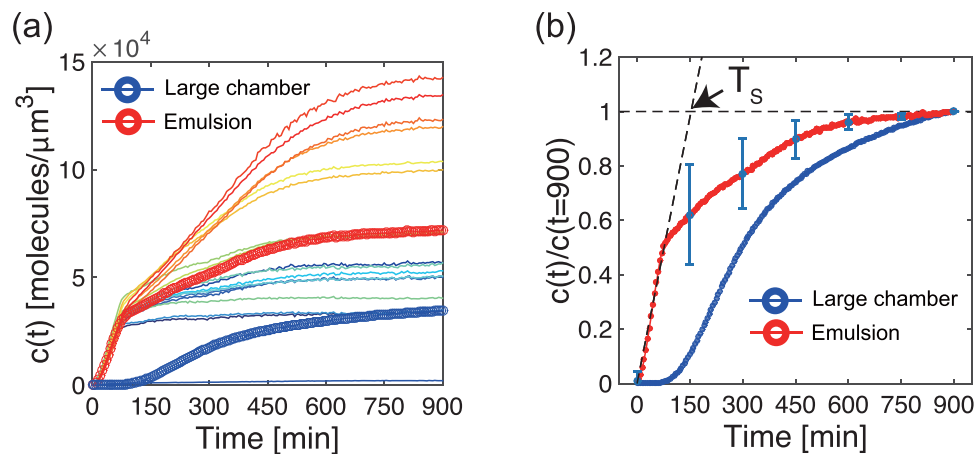 (a)
× 10⁴
c(t) [molecules/μm³]
15
10
5
0
Large chamber
Emulsion
0 150 300 450 600 750 900
Time [min]
(b)
c(t)/c(t=900)
1.2
1
0.8
0.6
0.4
0.2
0
T_S
Large chamber
Emulsion
0 150 300 450 600 750 900
Time [min]